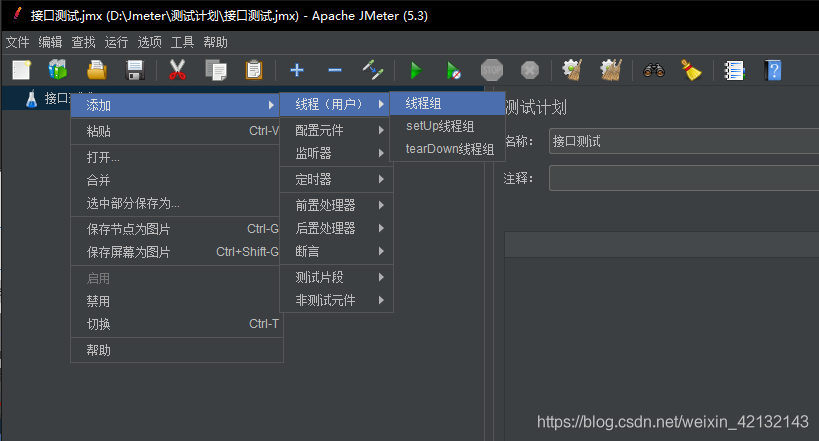 接口测试.jmx (D:\Jmeter\测试计划\接口测试.jmx) - Apache JMeter (5.3)
文件 编辑 查找 运行 选项 工具 帮助
STOP
接口
添加
粘贴 Ctrl-V
打开...
合并
选中部分保存为...
保存节点为图片 Ctrl-G
保存屏幕为图片 Ctrl+Shift-G
启用
禁用
切换 Ctrl-T
帮助
线程（用户）
配置元件
监听器
定时器
前置处理器
后置处理器
断言
测试片段
非测试元件
线程组
setUp线程组
tearDown线程组
测试计划
名称： 接口测试
注释：
https://blog.csdn.net/weixin_42132143